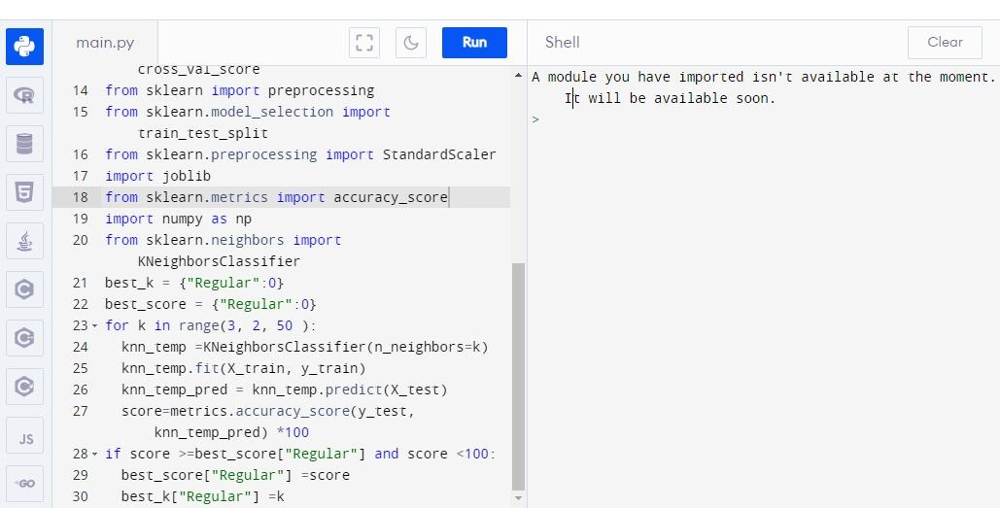 main.py
Run
Shell
Clear
cross_val_score
14 from sklearn import preprocessing
15 from sklearn.model_selection import
train_test_split
16 from sklearn.preprocessing import StandardScaler
17 import joblib
18 from sklearn.metrics import accuracy_score
19 import numpy as np
20 from sklearn.neighbors import
KNeighborsClassifier
21 best_k = {"Regular":0}
22 best_score = {"Regular":0}
23 for k in range(3, 2, 50 ):
24 knn_temp =KNeighborsClassifier(n_neighbors=k)
25 knn_temp.fit(X_train, y_train)
26 knn_temp_pred = knn_temp.predict(X_test)
27 score=metrics.accuracy_score(y_test,
knn_temp_pred) *100
28 if score >=best_score["Regular"] and score <100:
29 best_score["Regular"] =score
30 best_k["Regular"] =k
A module you have imported isn't available at the moment.
It will be available soon.
>
R
5
C
C
C
JS
GO